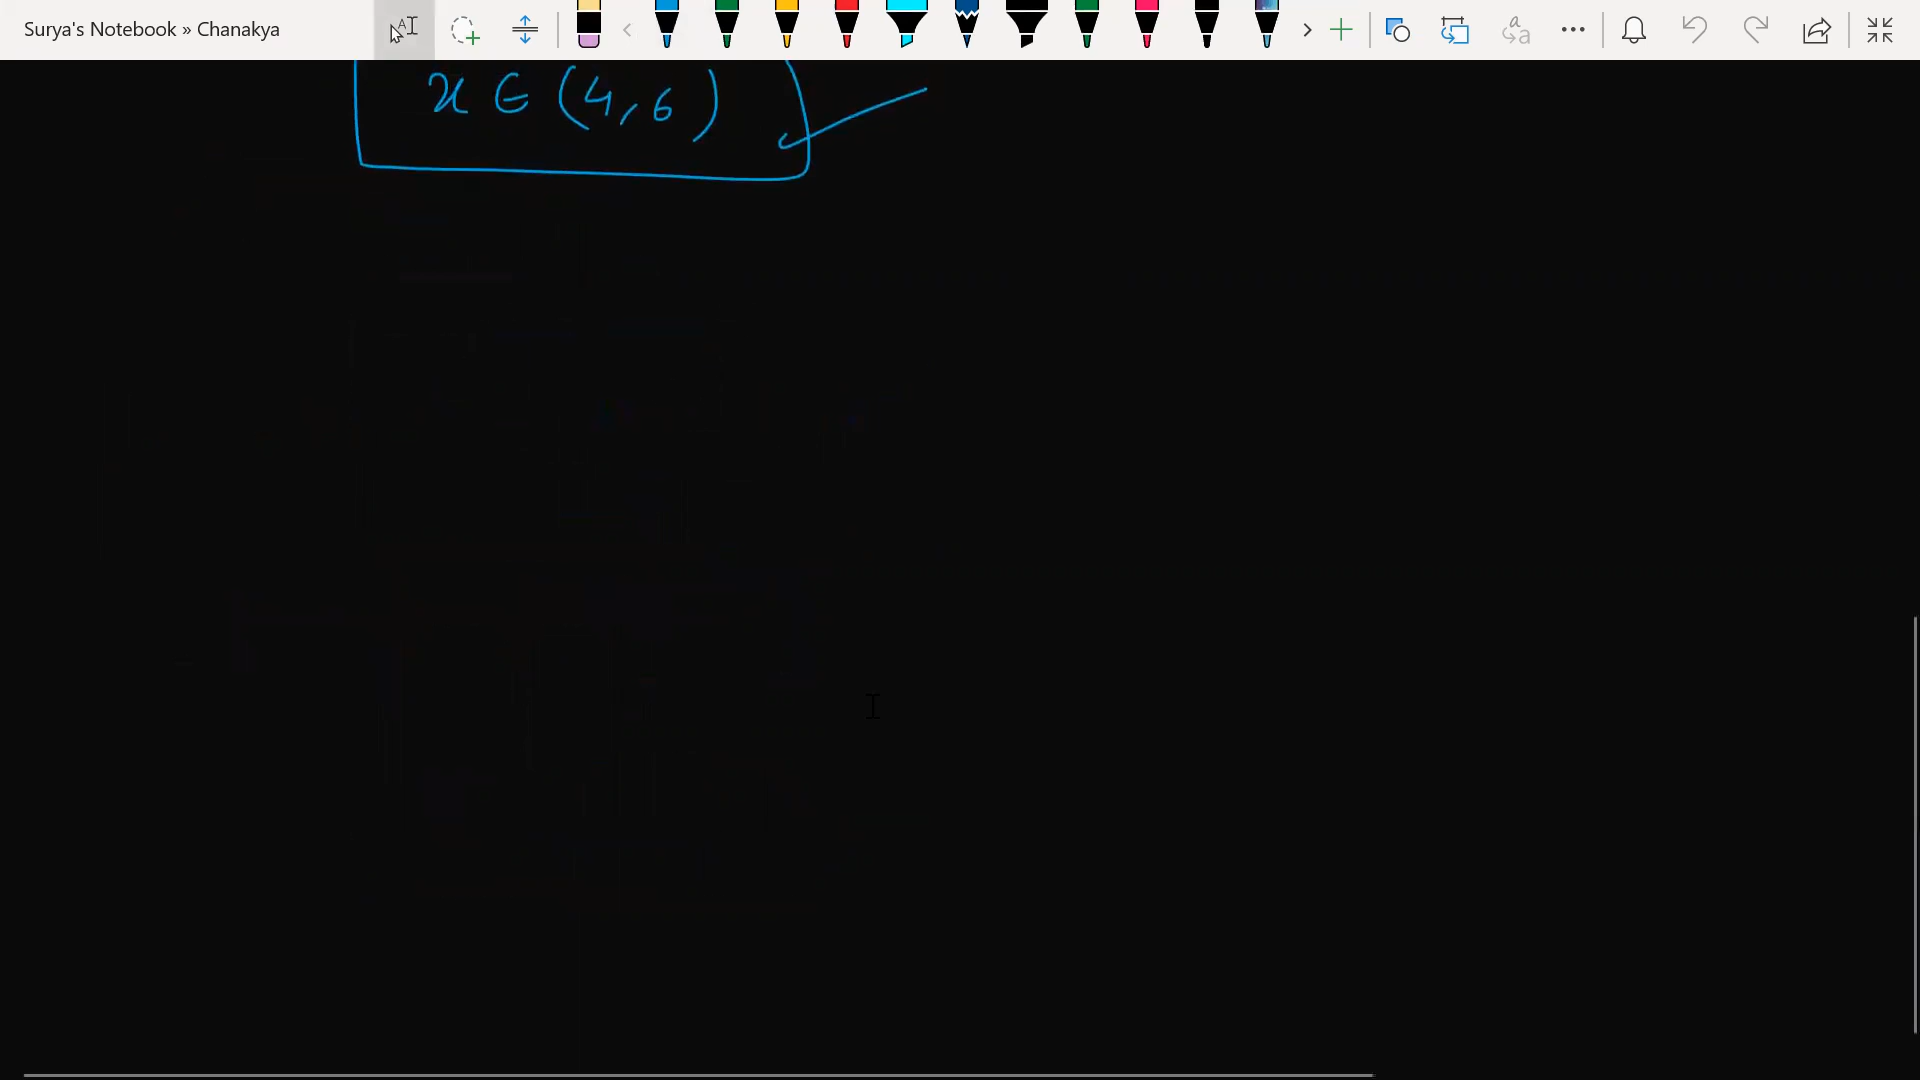 Surya's Notebook » Chanakya
x ∈ (4, 6)